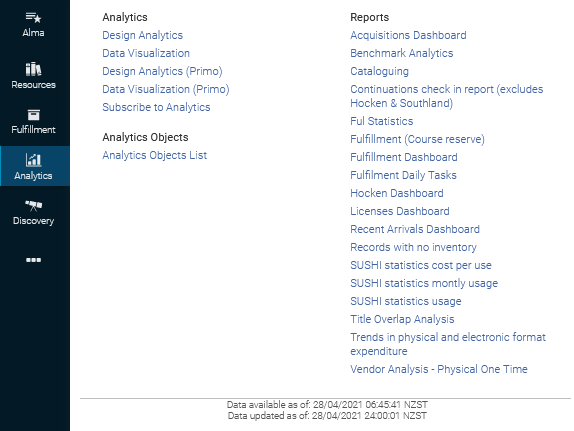 Alma
Resources
Fulfillment
Analytics
Discovery
Analytics
Design Analytics
Data Visualization
Design Analytics (Primo)
Data Visualization (Primo)
Subscribe to Analytics
Analytics Objects
Analytics Objects List
Reports
Acquisitions Dashboard
Benchmark Analytics
Cataloguing
Continuations check in report (excludes
Hocken & Southland)
Ful Statistics
Fulfillment (Course reserve)
Fulfillment Dashboard
Fulfilment Daily Tasks
Hocken Dashboard
Licenses Dashboard
Recent Arrivals Dashboard
Records with no inventory
SUSHI statistics cost per use
SUSHI statistics montly usage
SUSHI statistics usage
Title Overlap Analysis
Trends in physical and electronic format
expenditure
Vendor Analysis - Physical One Time
Data available as of: 28/04/2021 06:45:41 NZST
Data updated as of: 28/04/2021 24:00:01 NZST